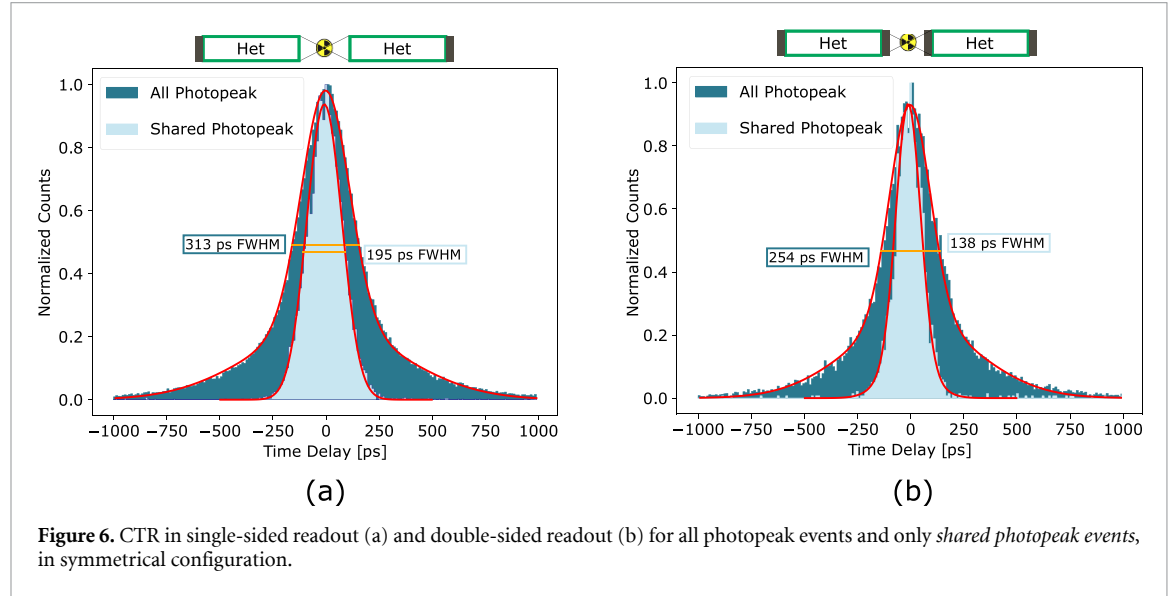 Het
Het
1.0
0.8
0.6
0.4
0.2
0.0
Normalized Counts
All Photopeak
Shared Photopeak
313 ps FWHM
195 ps FWHM
−1000
−750
−500
−250
0
250
500
750
1000
Time Delay [ps]
(a)
Het
Het
1.0
0.8
0.6
0.4
0.2
0.0
Normalized Counts
All Photopeak
Shared Photopeak
254 ps FWHM
138 ps FWHM
−1000
−750
−500
−250
0
250
500
750
1000
Time Delay [ps]
(b)
Figure 6. CTR in single-sided readout (a) and double-sided readout (b) for all photopeak events and only shared photopeak events,
in symmetrical configuration.